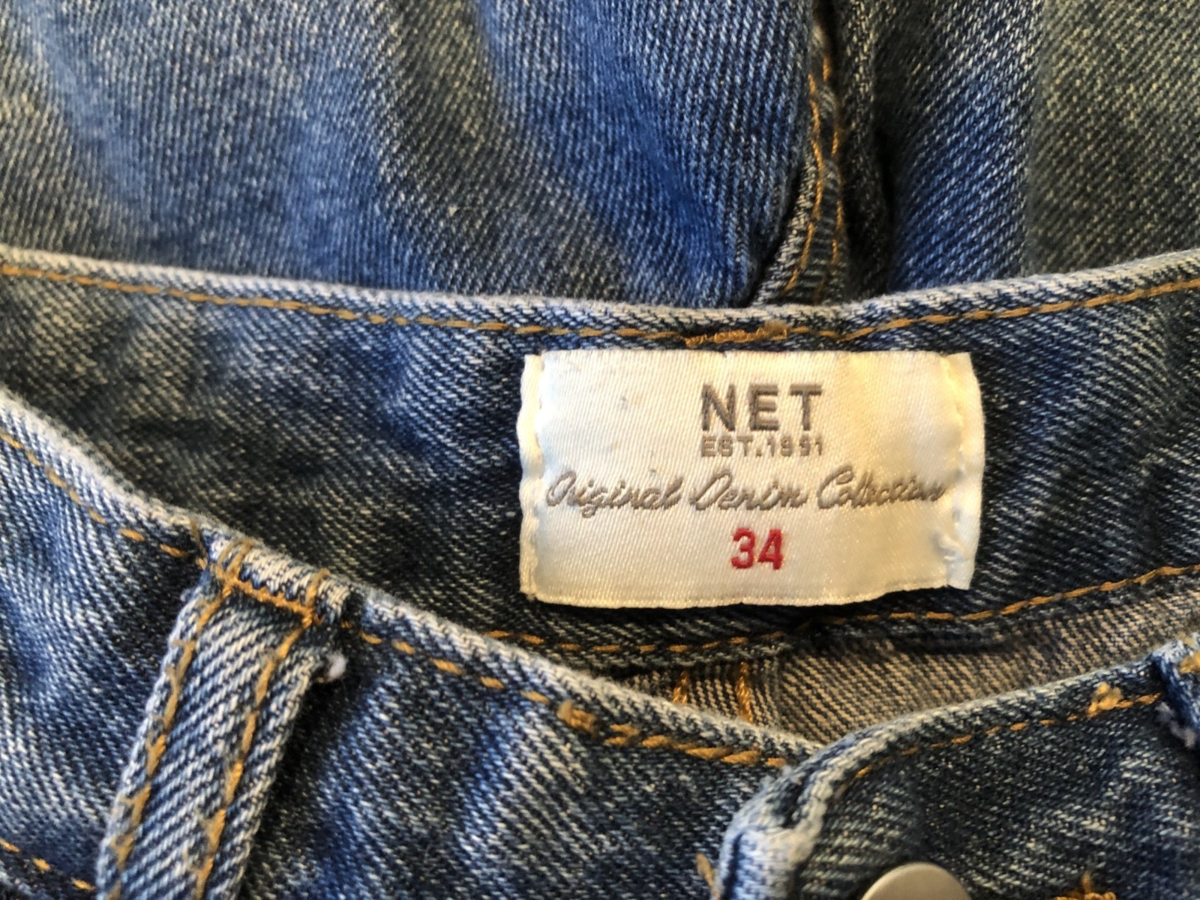 NET
EST.1991
Original Denim Collection
34